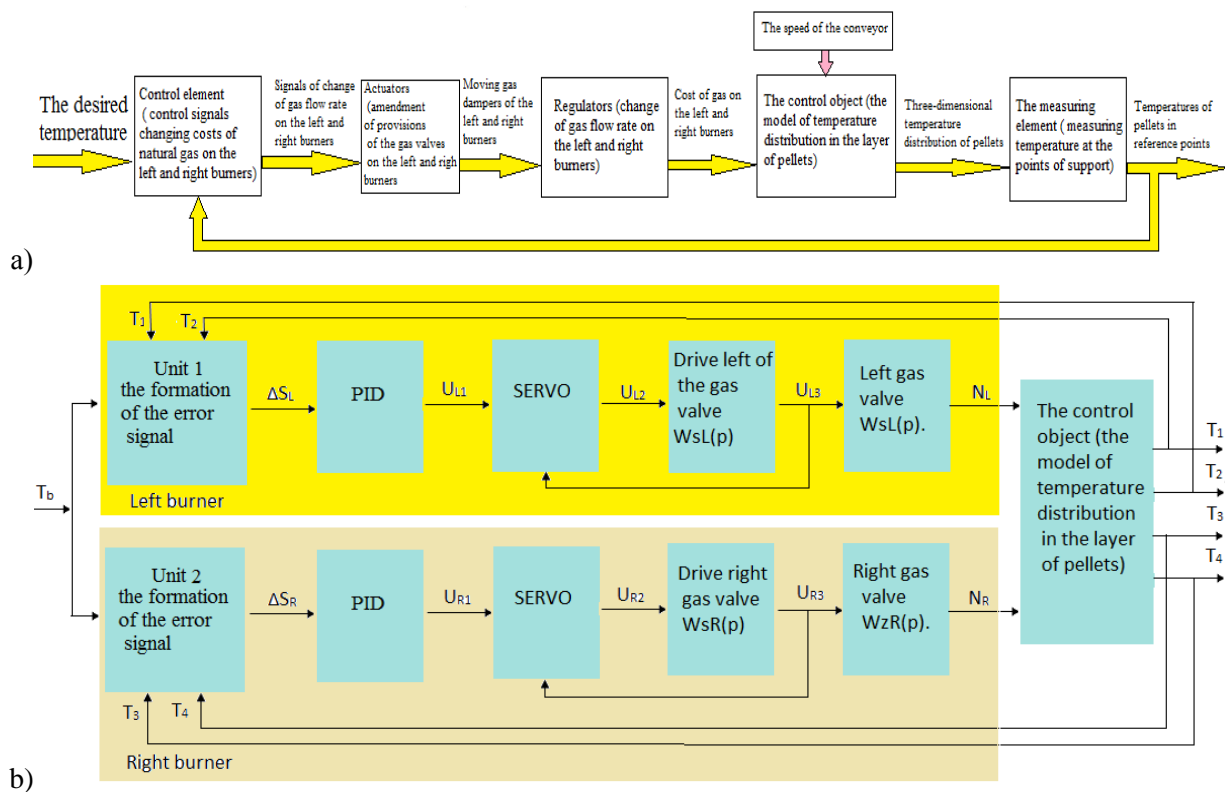 The speed of the conveyor
The desired
temperature
Control element
( control signals
changing costs of
natural gas on the
left and right burners)
Signals of change
of gas flow rate
on the left and
right burners
Actuators
(amendment
of provisions
of the gas valves
on the left and righ
burners
Moving gas
dampers of the
left and right
burners
Regulators (change
of gas flow rate on
the left and right
burners)
Cost of gas on
the left and
right burners
The control object (the
model of temperature
distribution in the layer
of pellets)
Three-dimensional
temperature
distribution of pellets
The measuring
element ( measuring
temperature at the
points of support)
Temperatures of
pellets in
reference points
a)
T1
T2
Unit 1
the formation
of the error
signal
ΔSL
PID
UL1
SERVO
UL2
Drive left of
the gas
valve
WsL(p)
UL3
Left gas
valve
WsL(p).
NL
Left burner
Tb
The control
object (the
model of
temperature
distribution
in the layer
of pellets)
T1
T2
T3
T4
Unit 2
the formation
of the error
signal
ΔSR
PID
UR1
SERVO
UR2
Drive right
gas valve
WsR(p)
UR3
Right gas
valve
WzR(p).
NR
T3
T4
Right burner
b)